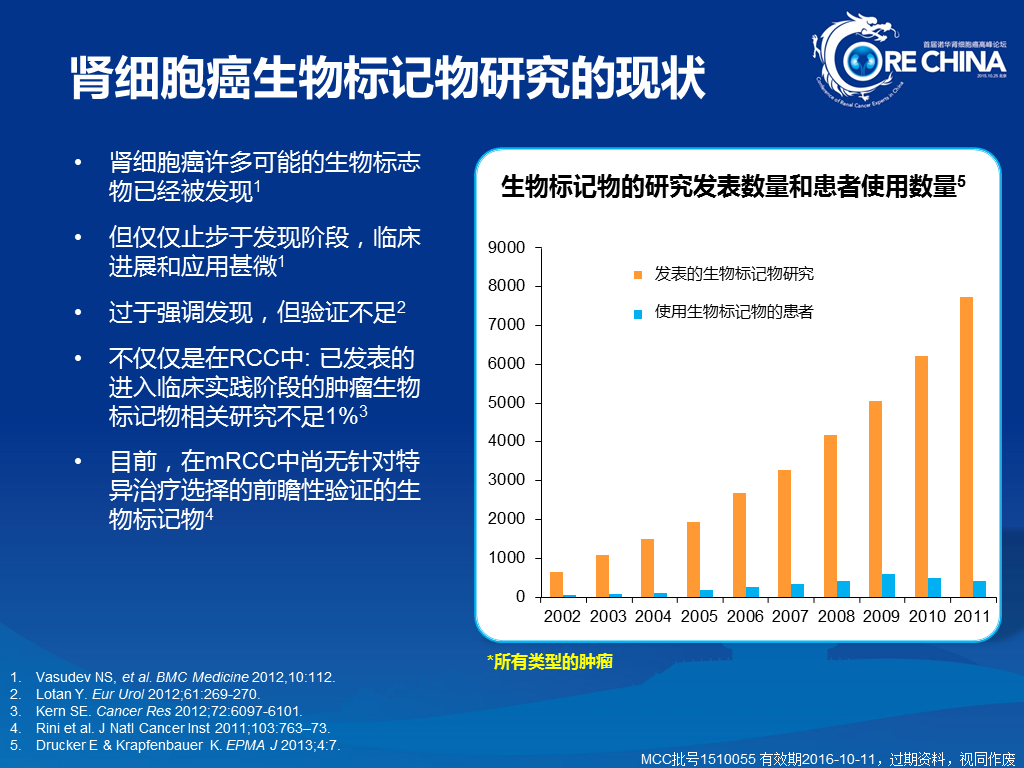 肾细胞癌生物标记物研究的现状
首届诺华肾细胞癌高峰论坛
CORE CHINA
2015.10.25 北京
Conference of Renal Cancer Experts in China
• 肾细胞癌许多可能的生物标志
物已经被发现1
• 但仅仅止步于发现阶段，临床
进展和应用甚微1
• 过于强调发现，但验证不足2
• 不仅仅是在RCC中: 已发表的
进入临床实践阶段的肿瘤生物
标记物相关研究不足1%3
• 目前，在mRCC中尚无针对特
异治疗选择的前瞻性验证的生
物标记物4
生物标记物的研究发表数量和患者使用数量5
发表的生物标记物研究
使用生物标记物的患者
9000
8000
7000
6000
5000
4000
3000
2000
1000
0
2002 2003 2004 2005 2006 2007 2008 2009 2010 2011
*所有类型的肿瘤
1. Vasudev NS, et al. BMC Medicine 2012,10:112.
2. Lotan Y. Eur Urol 2012;61:269-270.
3. Kern SE. Cancer Res 2012;72:6097-6101.
4. Rini et al. J Natl Cancer Inst 2011;103:763–73.
5. Drucker E & Krapfenbauer K. EPMA J 2013;4:7.
MCC批号1510055 有效期2016-10-11，过期资料，视同作废